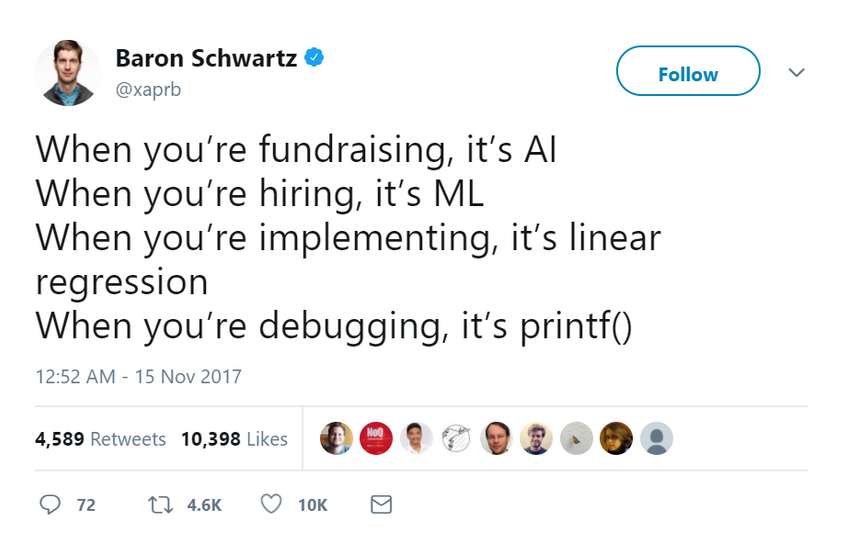 Baron Schwartz
@xaprb
Follow
When you’re fundraising, it’s AI
When you’re hiring, it’s ML
When you’re implementing, it’s linear
regression
When you’re debugging, it’s printf()
12:52 AM - 15 Nov 2017
4,589 Retweets 10,398 Likes
HoQ
72 4.6K 10K